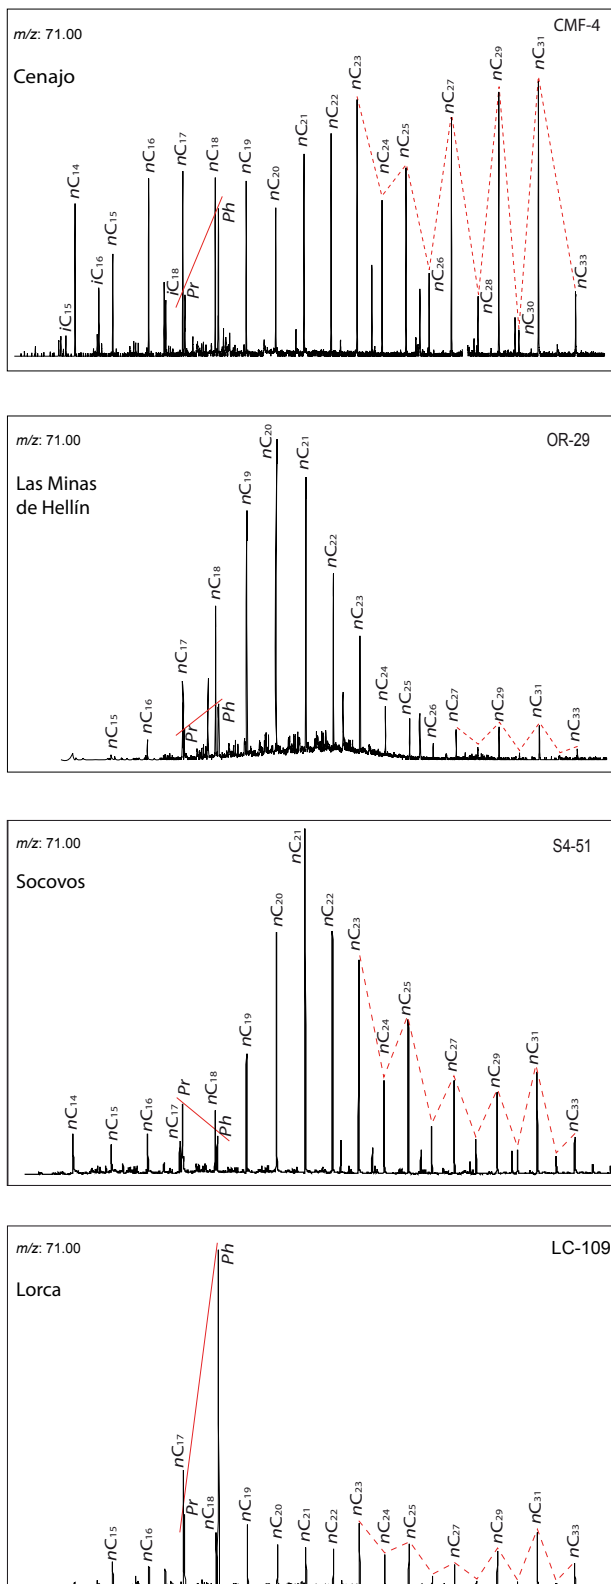 m/z: 71.00
CMF-4
Cenajo
iC15
nC14
iC16
nC15
nC16
iC18
nC17
Pr
nC18
Ph
nC19
nC20
nC21
nC22
nC23
nC24
nC25
nC26
nC27
nC28
nC29
nC30
nC31
nC33
m/z: 71.00
OR-29
Las Minas
de Hellín
nC15
nC16
nC17
Pr
nC18
Ph
nC19
nC20
nC21
nC22
nC23
nC24
nC25
nC26
nC27
nC29
nC31
nC33
m/z: 71.00
S4-51
Socovos
nC14
nC15
nC16
nC17
Pr
nC18
Ph
nC19
nC20
nC21
nC22
nC23
nC24
nC25
nC27
nC29
nC31
nC33
m/z: 71.00
LC-109
Lorca
nC15
nC16
nC17
Pr
nC18
Ph
nC19
nC20
nC21
nC22
nC23
nC24
nC25
nC27
nC29
nC31
nC33